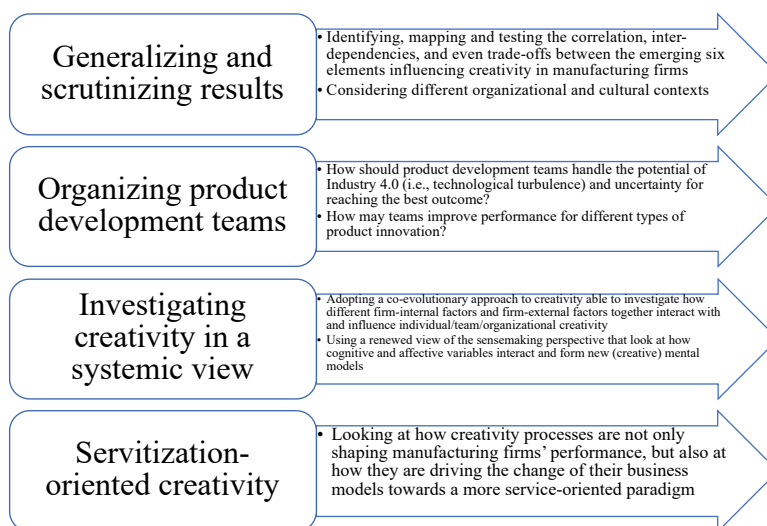 Generalizing and
scrutinizing results
• Identifying, mapping and testing the correlation, inter-
dependencies, and even trade-offs between the emerging six
elements influencing creativity in manufacturing firms
• Considering different organizational and cultural contexts
Organizing product
development teams
• How should product development teams handle the potential of
Industry 4.0 (i.e., technological turbulence) and uncertainty for
reaching the best outcome?
• How may teams improve performance for different types of
product innovation?
Investigating
creativity in a
systemic view
• Adopting a co-evolutionary approach to creativity able to investigate how
different firm-internal factors and firm-external factors together interact with
and influence individual/team/organizational creativity
• Using a renewed view of the sensemaking perspective that look at how
cognitive and affective variables interact and form new (creative) mental
models
Servitization-
oriented creativity
• Looking at how creativity processes are not only
shaping manufacturing firms' performance, but also at
how they are driving the change of their business
models towards a more service-oriented paradigm